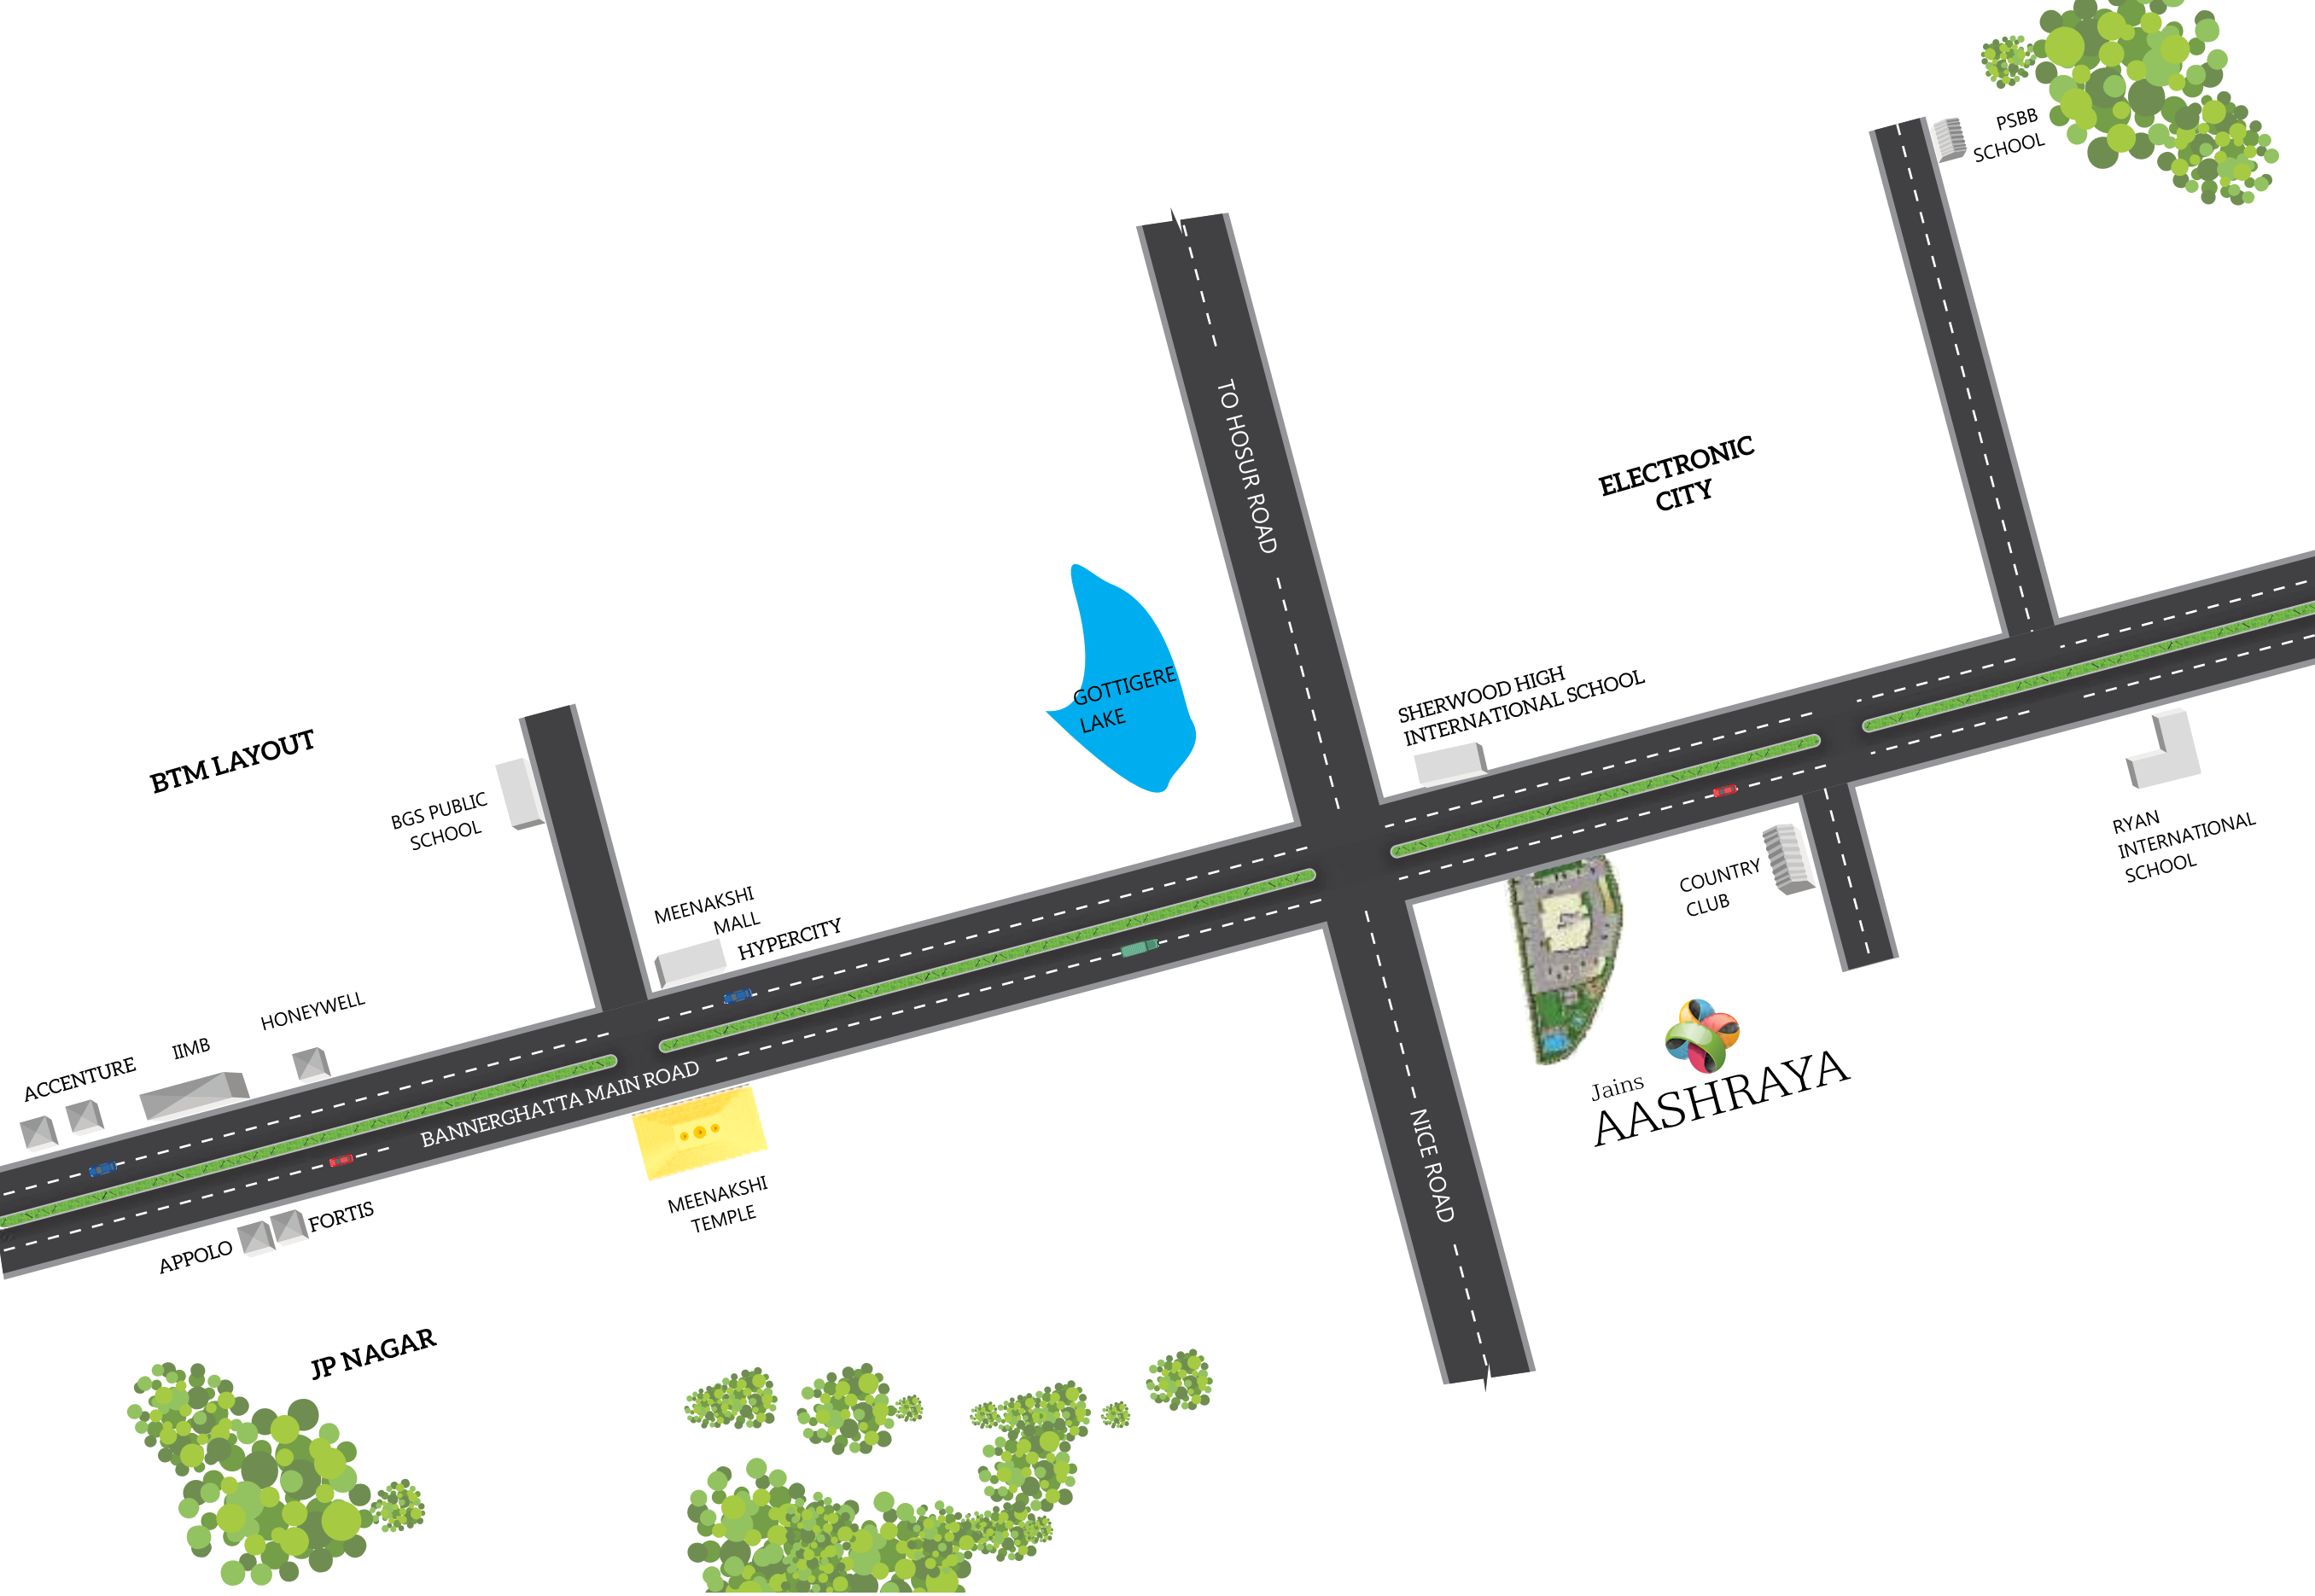 PSBB
SCHOOL
TO HOSUR ROAD
ELECTRONIC
CITY
GOTTIGERE
LAKE
SHERWOOD HIGH
INTERNATIONAL SCHOOL
BTM LAYOUT
BGS PUBLIC
SCHOOL
MEENAKSHI
MALL
HYPERCITY
RYAN
INTERNATIONAL
SCHOOL
COUNTRY
CLUB
HONEYWELL
IIMB
ACCENTURE
BANNERGHATTA MAIN ROAD
Jains
AASHRAYA
NICE ROAD
MEENAKSHI
TEMPLE
FORTIS
APPOLO
JP NAGAR